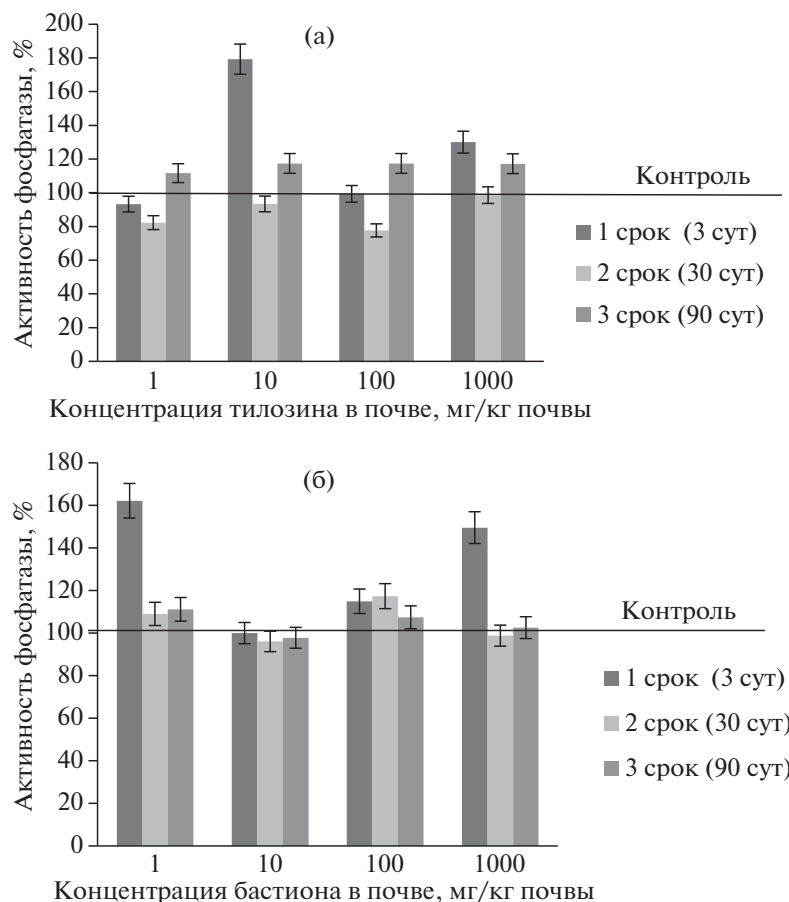 (а)
Активность фосфатазы, %
200
180
160
140
120
100
80
60
40
20
0
Контроль
1 срок (3 сут)
2 срок (30 сут)
3 срок (90 сут)
1 10 100 1000
Концентрация тилозина в почве, мг/кг почвы
(б)
Активность фосфатазы, %
180
160
140
120
100
80
60
40
20
0
Контроль
1 срок (3 сут)
2 срок (30 сут)
3 срок (90 сут)
1 10 100 1000
Концентрация бастиона в почве, мг/кг почвы